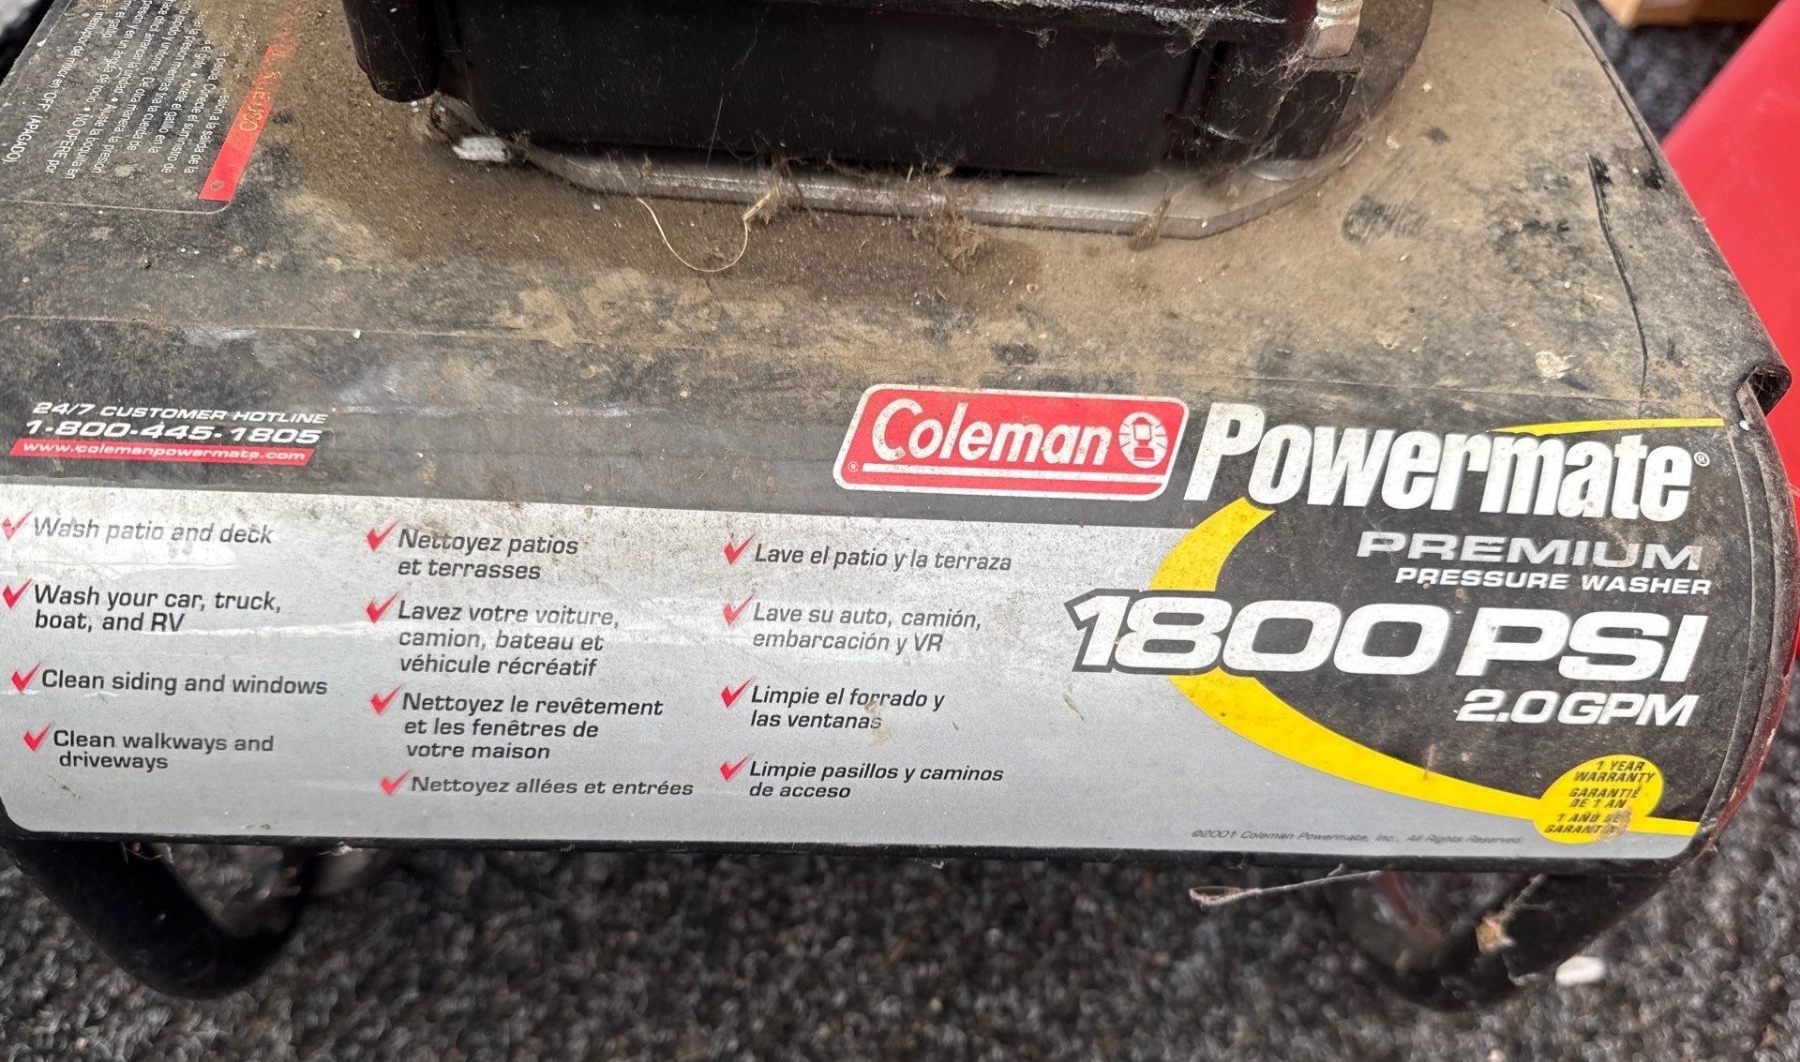 24/7 CUSTOMER HOTLINE
1-800-445-1805
www.colemanpowermate.com
Coleman
Powermate®
PREMIUM
PRESSURE WASHER
1800 PSI
2.0 GPM
Wash patio and deck
Wash your car, truck,
boat, and RV
Clean siding and windows
Clean walkways and
driveways
Nettoyez patios
et terrasses
Lavez votre voiture,
camion, bateau et
véhicule récréatif
Nettoyez le revêtement
et les fenêtres de
votre maison
Nettoyez allées et entrées
Lave el patio y la terraza
Lave su auto, camión,
embarcación y VR
Limpie el forrado y
las ventanas
Limpie pasillos y caminos
de acceso
1 YEAR
WARRANTY
GARANTIE
DE 1 AN
1 AÑO DE
©2001 Coleman Powermate, Inc., All Rights Reserved.